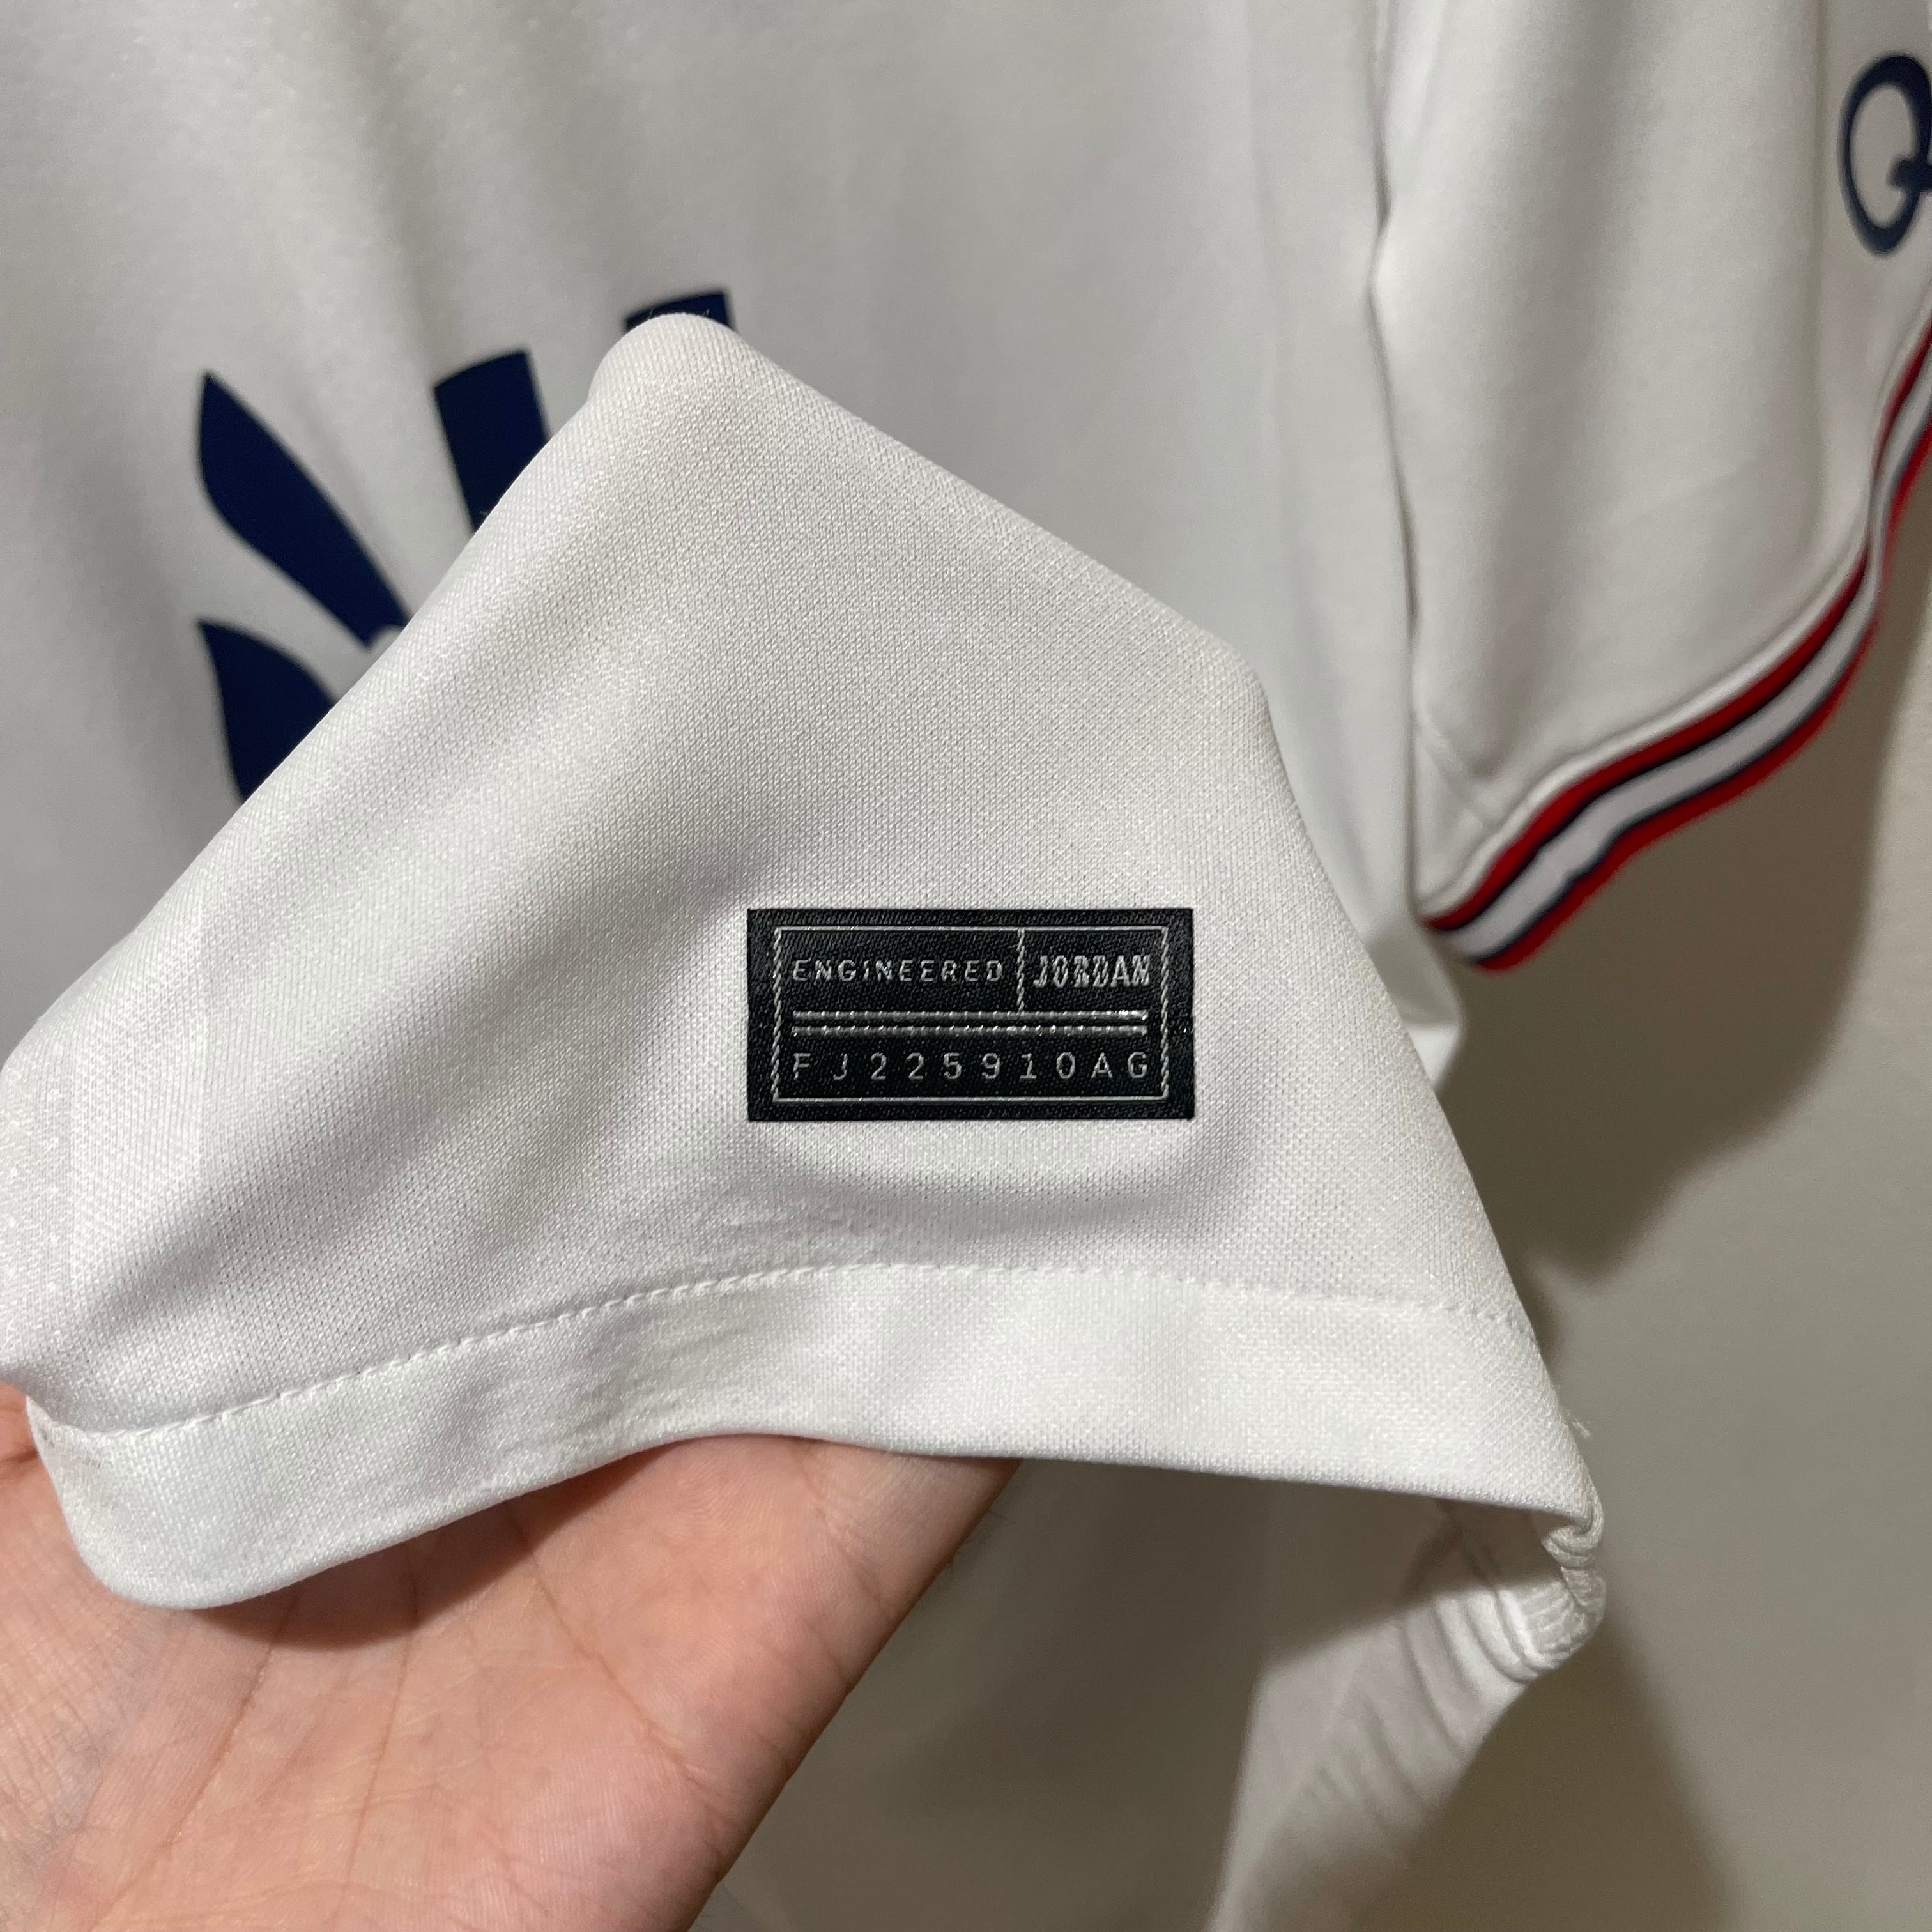 Q
ENGINEERED JORDAN
FJ225910AG